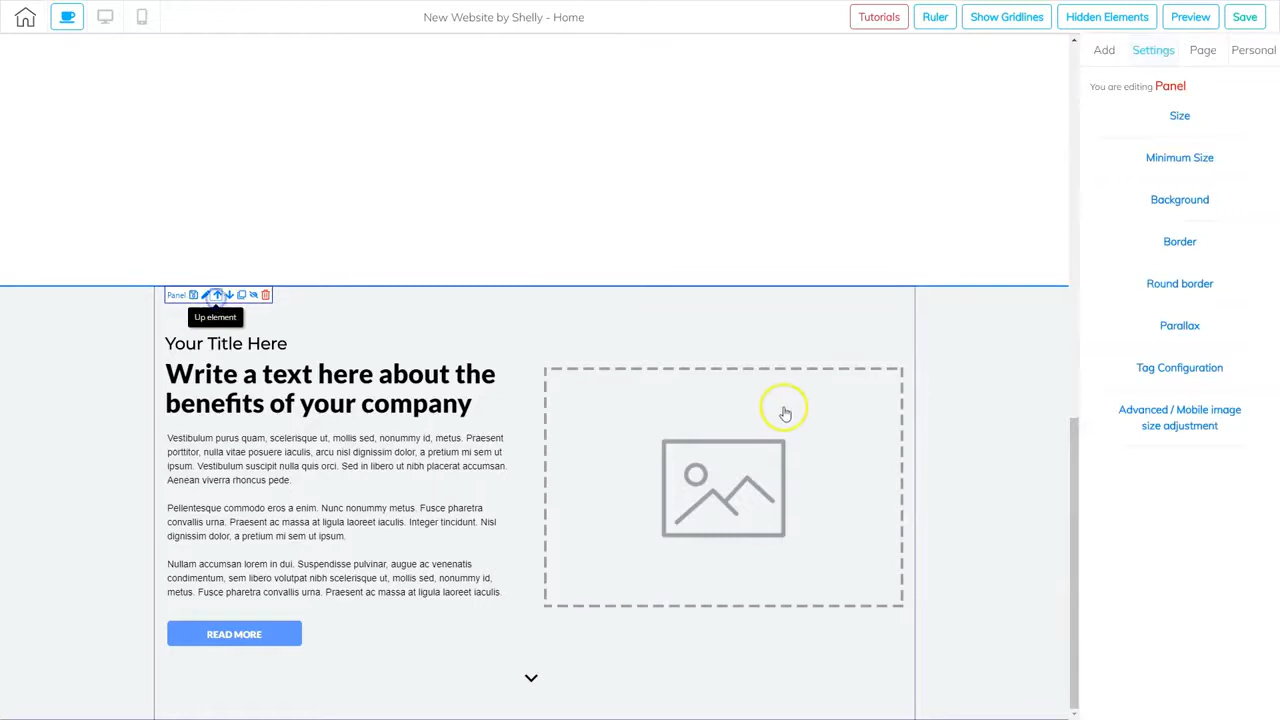 New Website by Shelly - Home
Tutorials
Ruler
Show Gridlines
Hidden Elements
Preview
Save
Add
Settings
Page
Personal
You are editing Panel
Size
Minimum Size
Background
Border
Round border
Parallax
Tag Configuration
Advanced / Mobile image
size adjustment
Panel
Up element
Your Title Here
Write a text here about the
benefits of your company
Vestibulum purus quam, scelerisque ut, mollis sed, nonummy id, metus. Praesent
porttitor, nulla vitae posuere iaculis, arcu nisl dignissim dolor, a pretium mi sem ut
ipsum. Vestibulum suscipit nulla quis orci. Sed in libero ut nibh placerat accumsan.
Aenean viverra rhoncus pede.
Pellentesque commodo eros a enim. Nunc nonummy metus. Fusce pharetra
convallis urna. Praesent ac massa at ligula laoreet iaculis. Integer tincidunt. Nisl
dignissim dolor, a pretium mi sem ut ipsum.
Nullam accumsan lorem in dui. Suspendisse pulvinar, augue ac venenatis
condimentum, sem libero volutpat nibh scelerisque ut, mollis sed, nonummy id,
metus. Fusce pharetra convallis urna. Praesent ac massa at ligula laoreet iaculis.
READ MORE